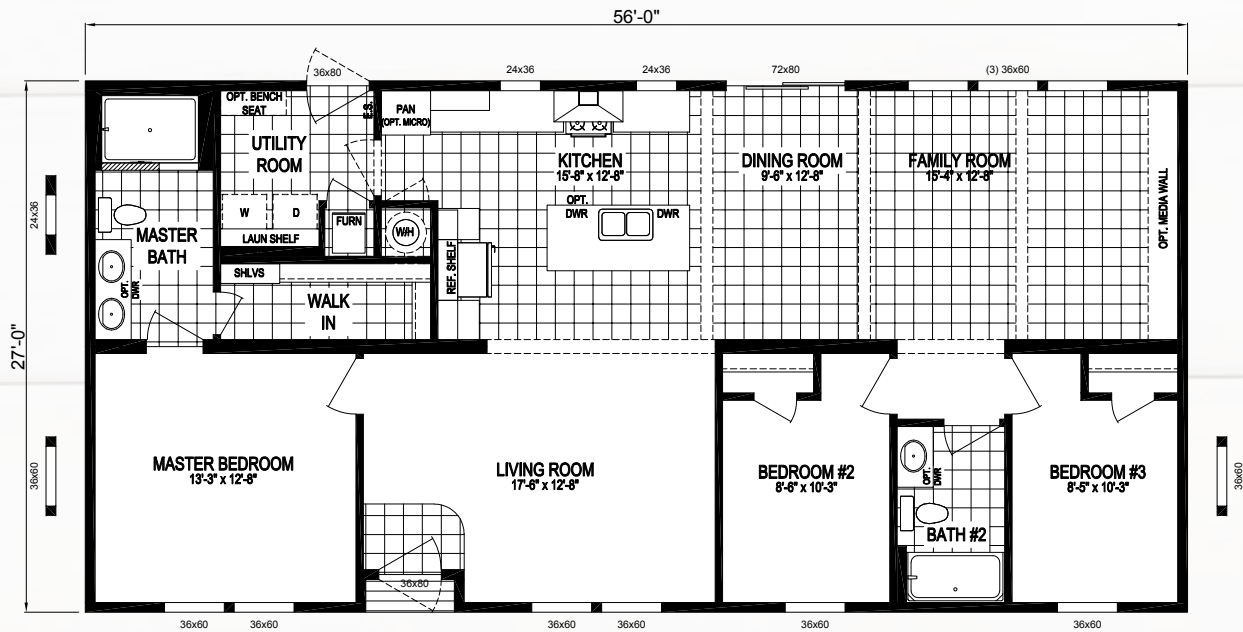 56'-0"
36x80
24x36
24x36
72x80
(3) 36x60
OPT. BENCH
SEAT
E.S.
PAN
(OPT. MICRO)
UTILITY
ROOM
KITCHEN
15'-8" x 12'-8"
DINING ROOM
9'-6" x 12'-8"
FAMILY ROOM
15'-4" x 12'-8"
OPT. MEDIA WALL
24x36
W
D
LAUN SHELF
FURN
W/H
OPT.
DWR
DWR
REF. SHELF
MASTER
BATH
OPT.
DWR
SHLVS
WALK
IN
27'-0"
MASTER BEDROOM
13'-3" x 12'-8"
LIVING ROOM
17'-6" x 12'-8"
BEDROOM #2
8'-6" x 10'-3"
OPT.
DWR
BATH #2
BEDROOM #3
8'-5" x 10'-3"
36x60
36x60
36x80
36x60
36x60
36x60
36x60
36x60
36x60